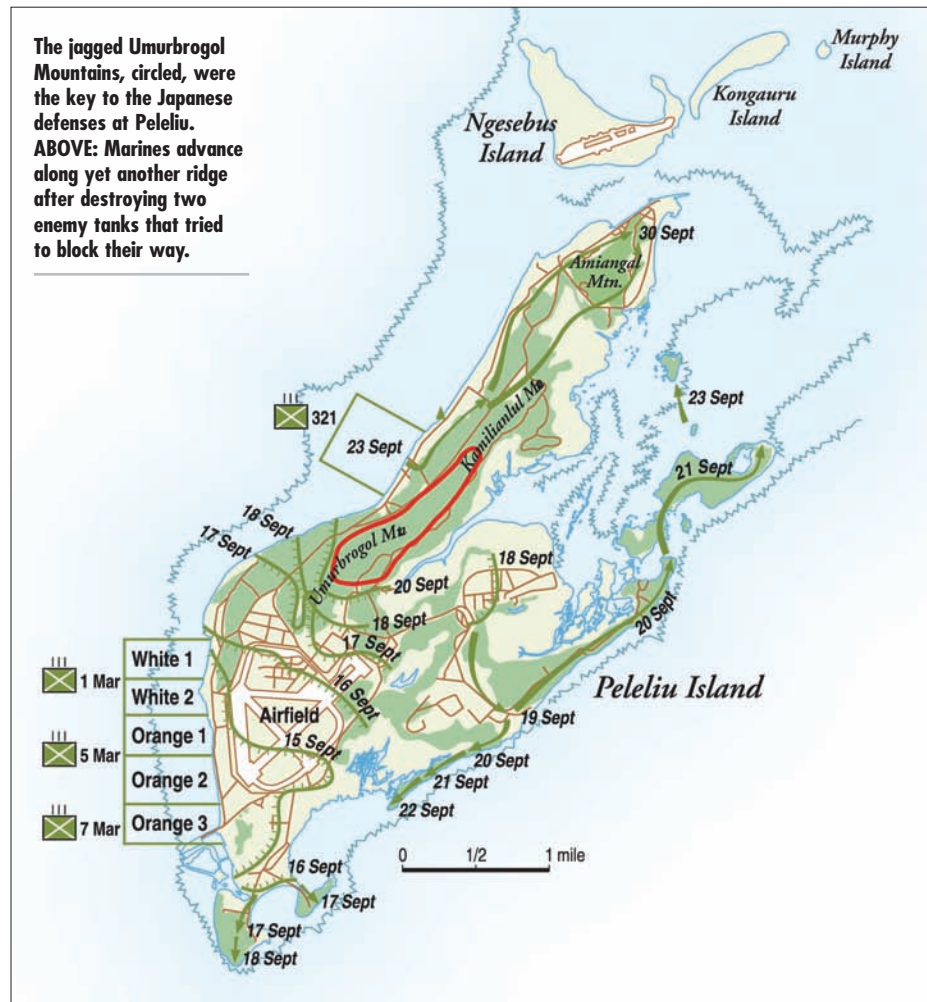 The jagged Umurbrogol
Mountains, circled, were
the key to the Japanese
defenses at Peleliu.
ABOVE: Marines advance
along yet another ridge
after destroying two
enemy tanks that tried
to block their way.
Murphy
Island
Kongauru
Island
Ngesebus
Island
30 Sept
Amiangal
Mtn.
321
23 Sept
Kamilianlul Mtn.
23 Sept
21 Sept
18 Sept
17 Sept
Umurbrogol Mtn.
18 Sept
20 Sept
18 Sept
17 Sept
20 Sept
16 Sept
Peleliu Island
1 Mar
White 1
White 2
Airfield
5 Mar
Orange 1
Orange 2
15 Sept
19 Sept
20 Sept
21 Sept
22 Sept
7 Mar
Orange 3
0 1/2 1 mile
16 Sept
17 Sept
17 Sept
18 Sept